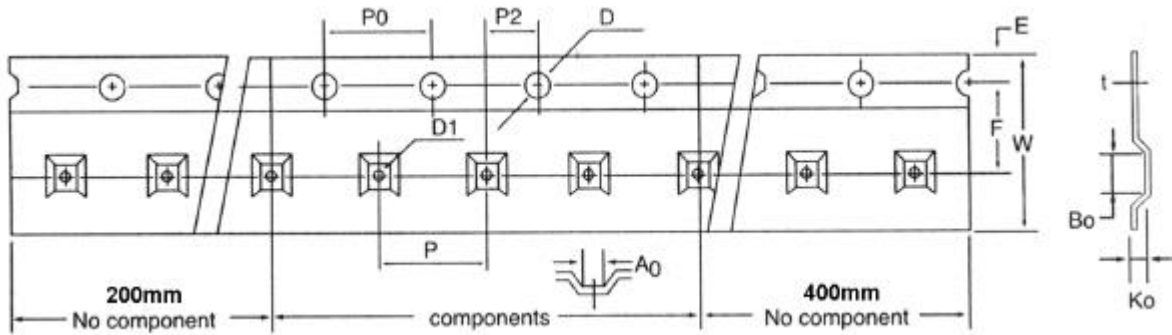 P0
P2
D
E
t
D1
F
W
Bo
P
A0
200mm
No component
components
400mm
No component
Ko